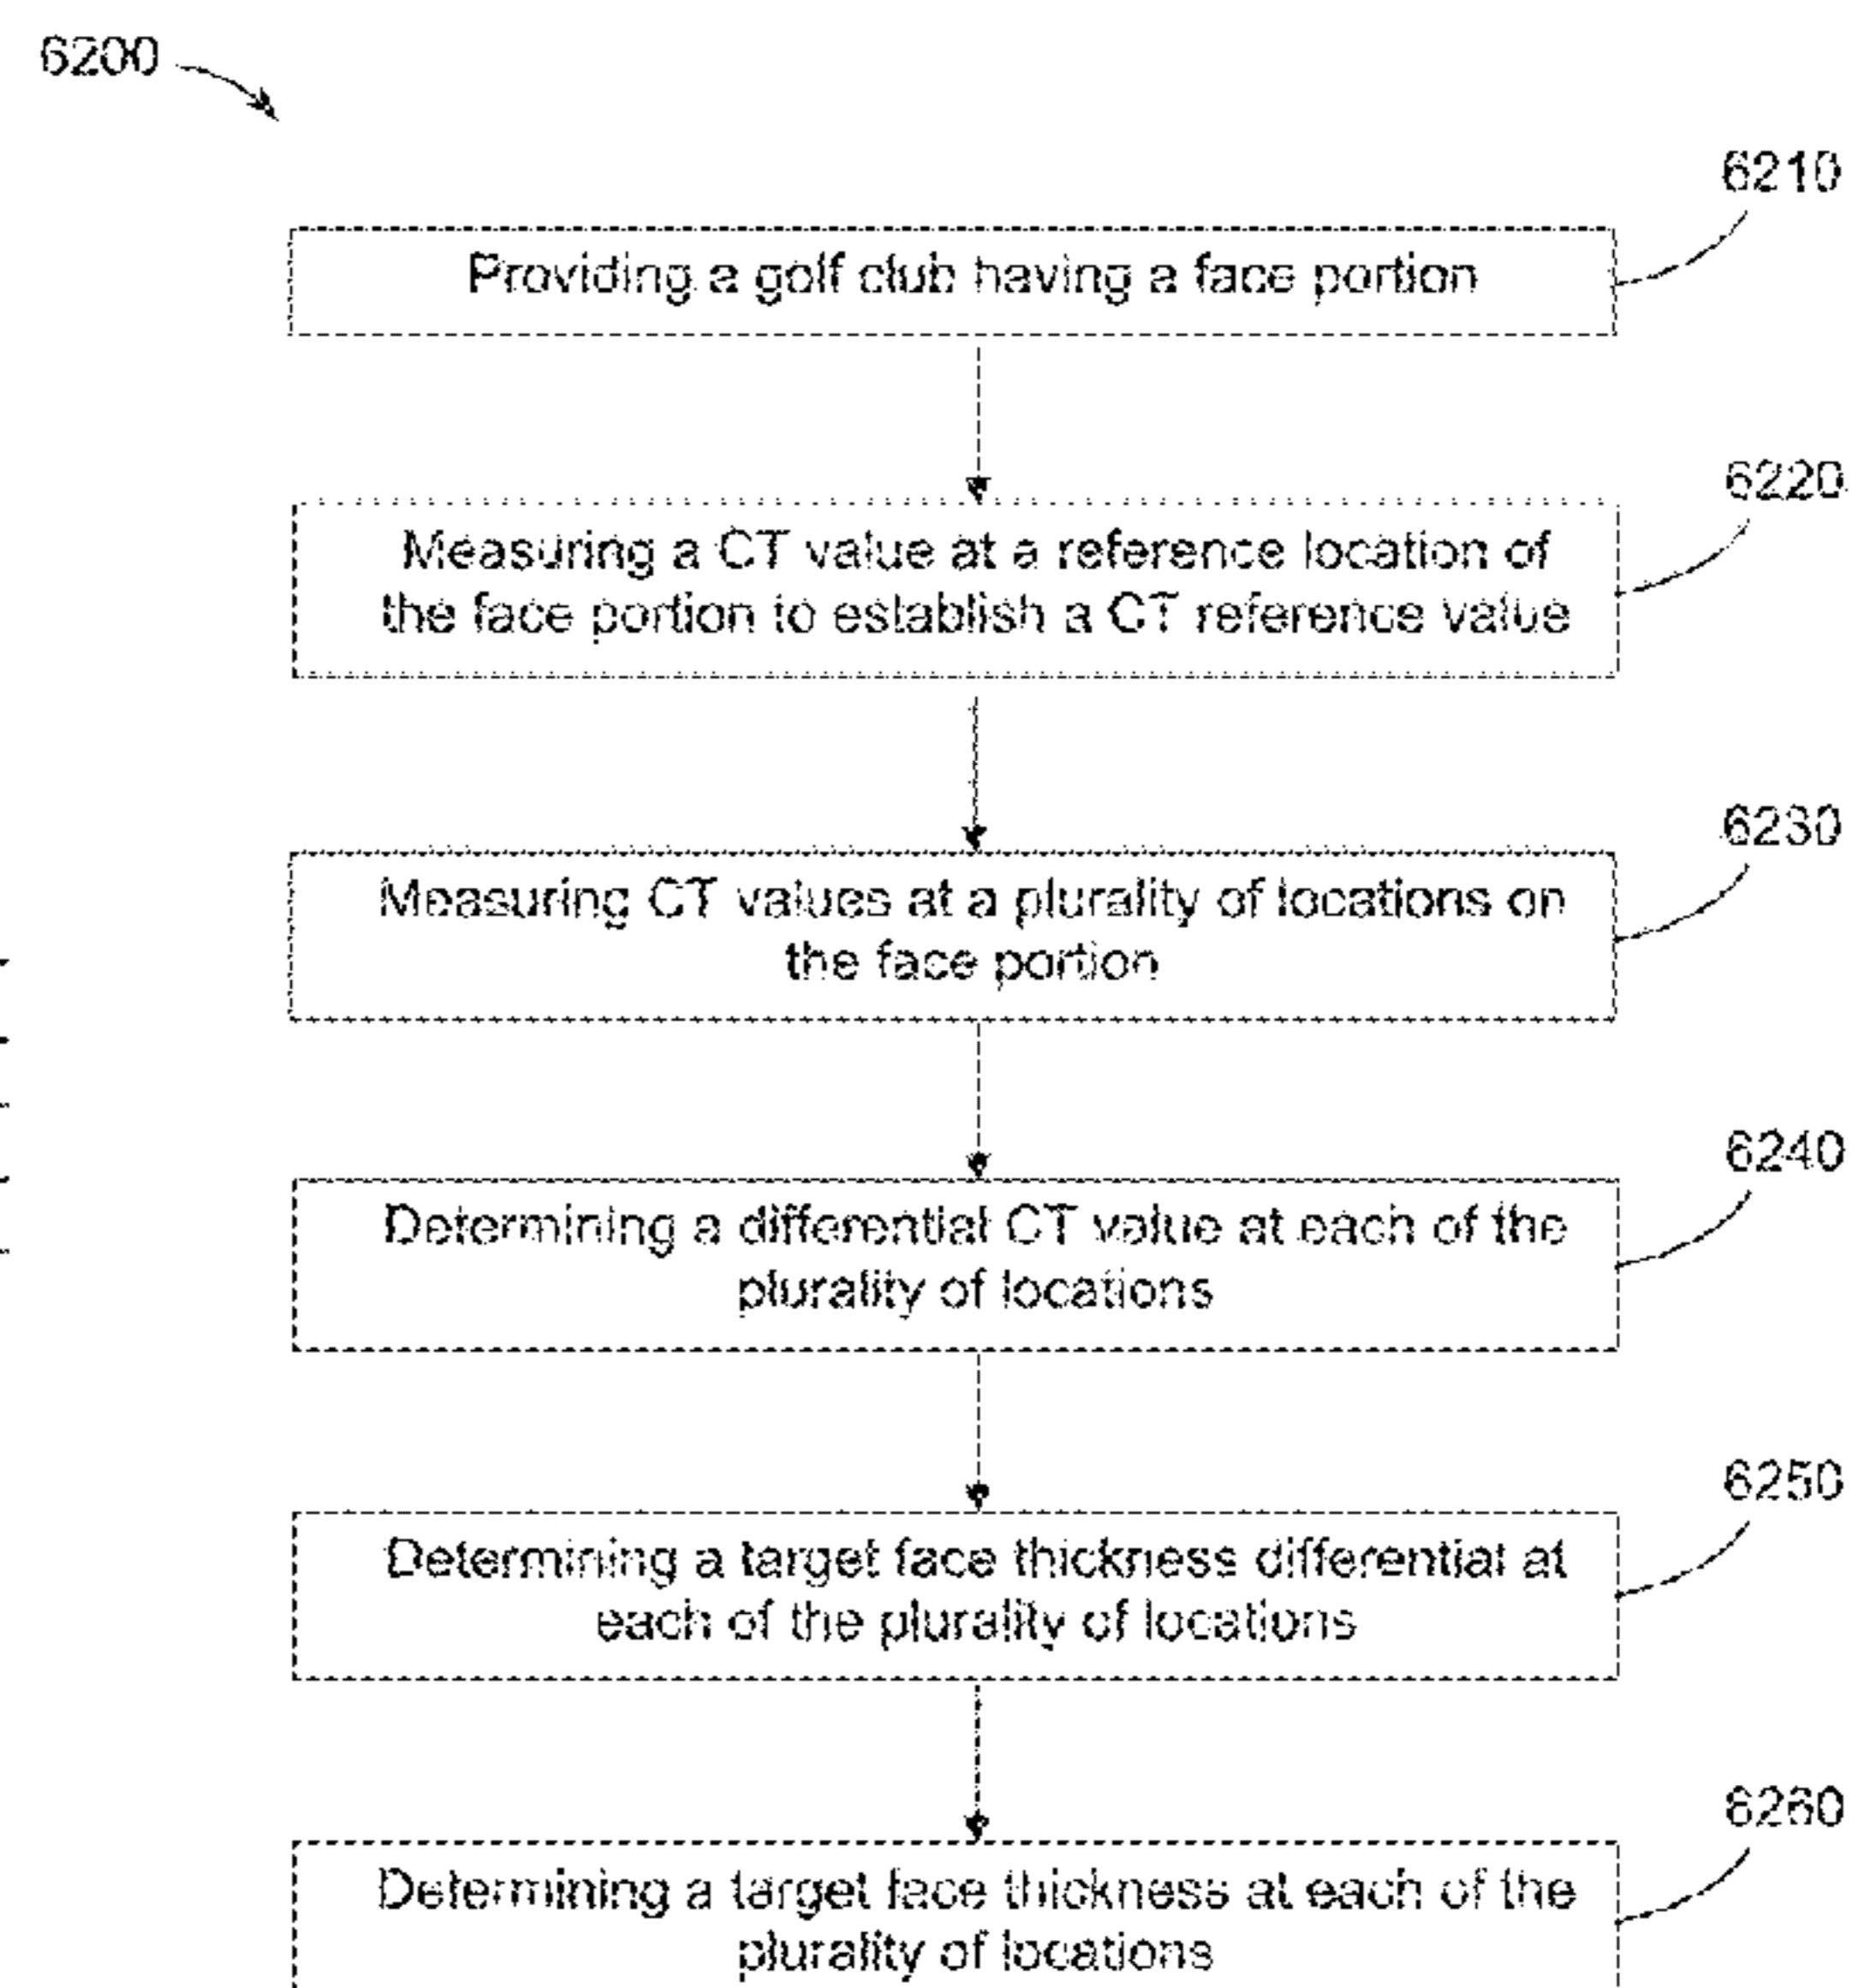 6200
6210
Providing a golf club having a face portion
6220
Measuring a CT value at a reference location of
the face portion to establish a CT reference value
6230
Measuring CT values at a plurality of locations on
the face portion
6240
Determining a differential CT value at each of the
plurality of locations
6250
Determining a target face thickness differential at
each of the plurality of locations
6260
Determining a target face thickness at each of the
plurality of locations